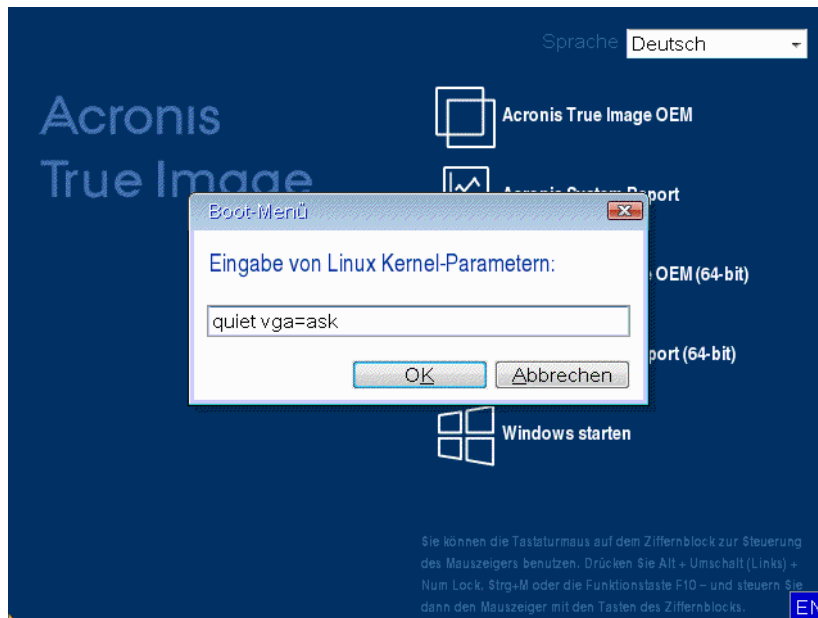 Sprache Deutsch
Acronis
True Image
Acronis True Image OEM
Acronis System Report
OEM (64-bit)
port (64-bit)
Windows starten
Boot-Menü
Eingabe von Linux Kernel-Parametern:
quiet vga=ask
OK Abbrechen
Sie können die Tastaturmaus auf dem Ziffernblock zur Steuerung
des Mauszeigers benutzen. Drücken Sie Alt + Umschalt (Links) +
Num Lock, Strg+M oder die Funktionstaste F10 – und steuern Sie
dann den Mauszeiger mit den Tasten des Ziffernblocks.
EN